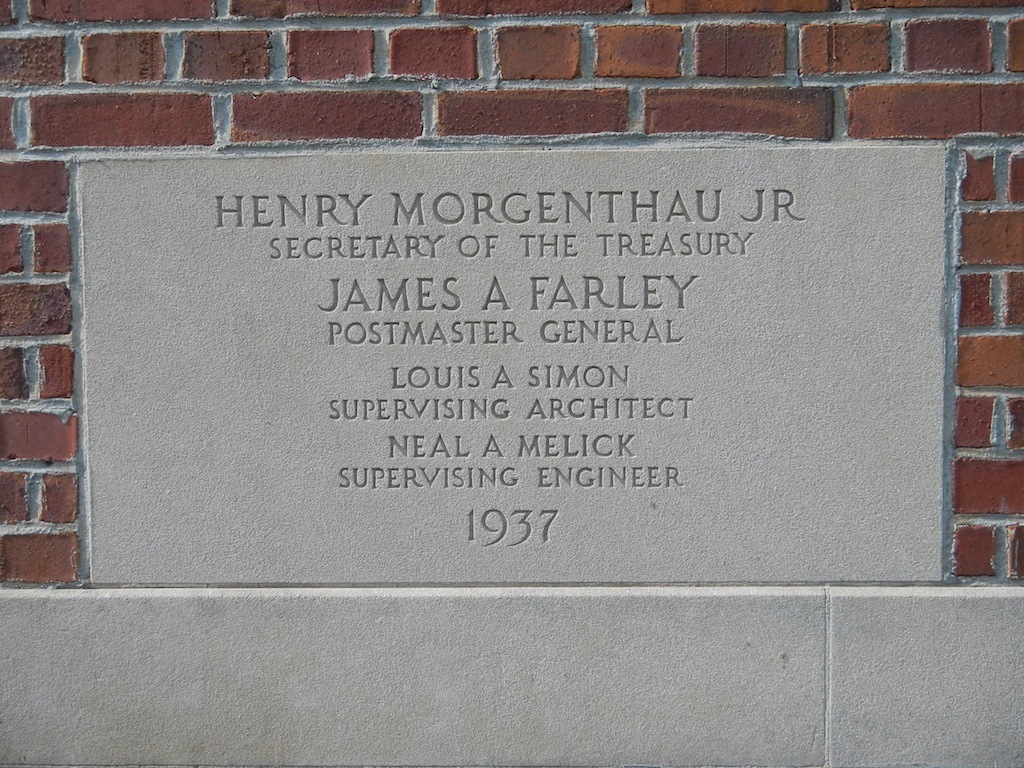 HENRY MORGENTHAU JR
SECRETARY OF THE TREASURY
JAMES A FARLEY
POSTMASTER GENERAL
LOUIS A SIMON
SUPERVISING ARCHITECT
NEAL A MELICK
SUPERVISING ENGINEER
1937